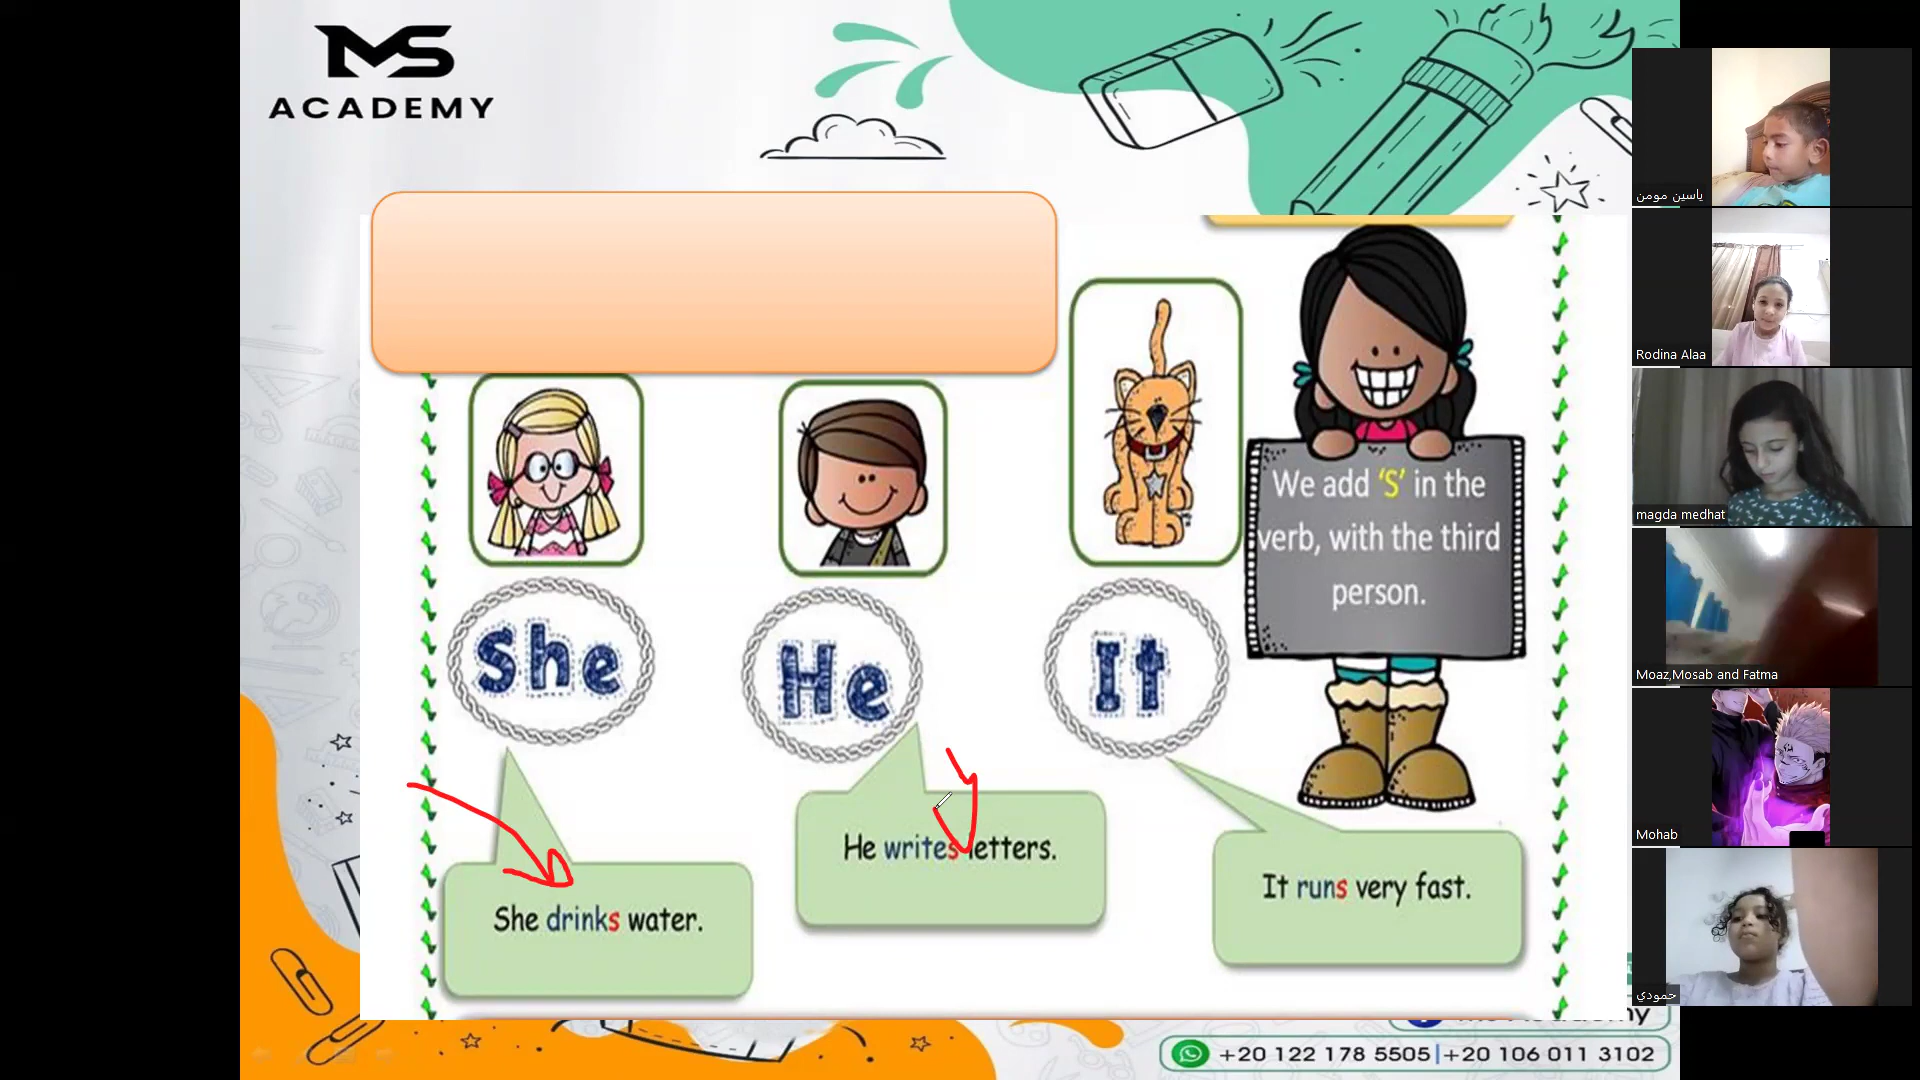 MS
ACADEMY
We add 'S' in the
verb, with the third
person.
She
He
It
He writes letters.
It runs very fast.
She drinks water.
+20 122 178 5505|+20 106 011 3102
ياسين مومن
Rodina Alaa
magda medhat
Moaz,Mosab and Fatma
Mohab
حمودي